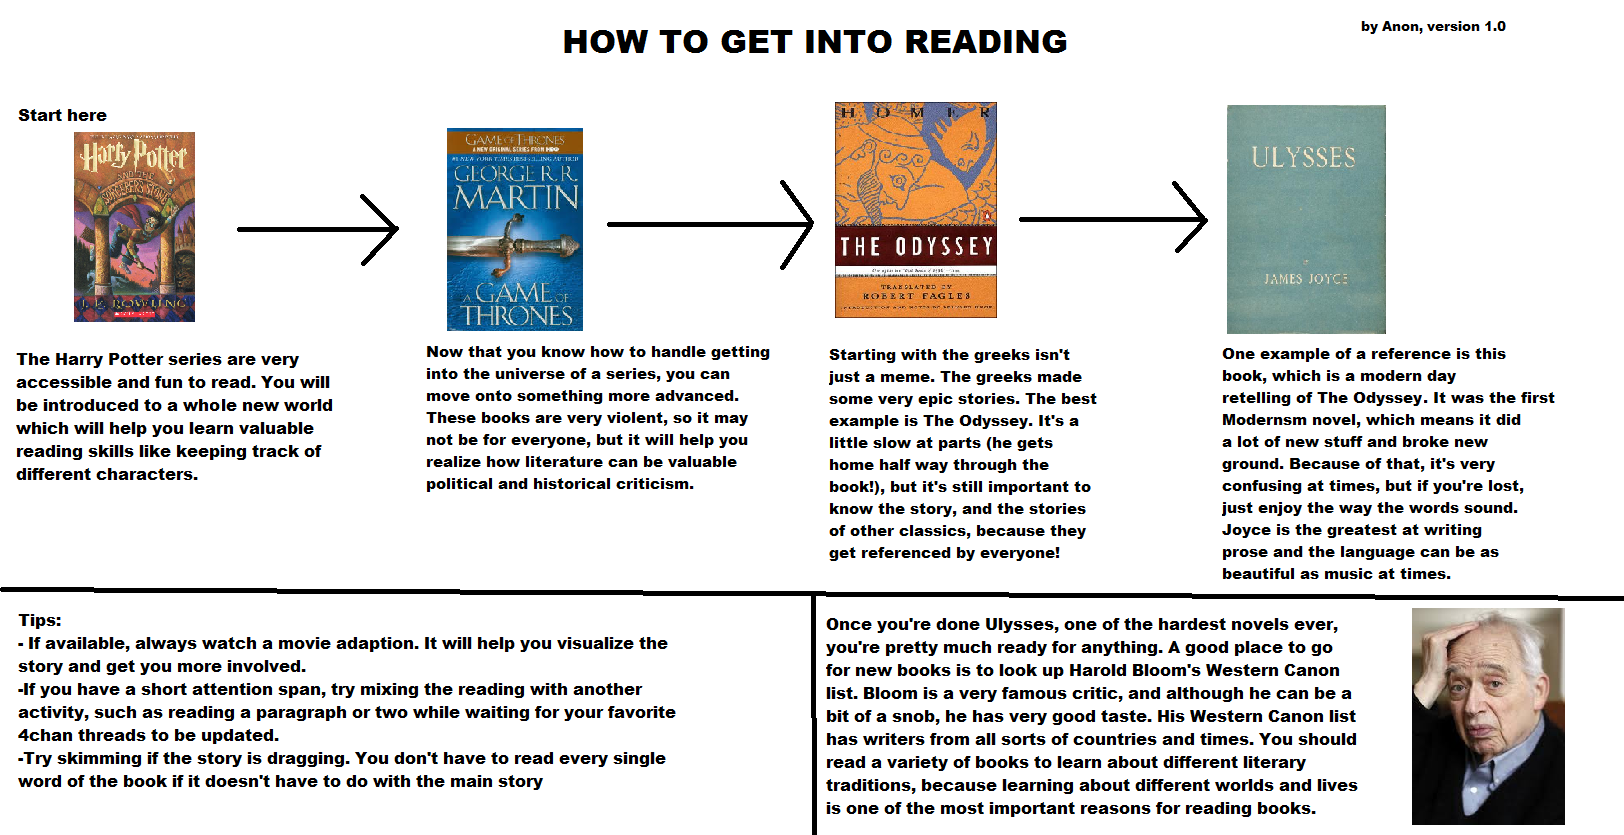 HOW TO GET INTO READING
by Anon, version 1.0
Start here
Harry Potter
AND THE
SORCERER'S STONE
J. K. ROWLING
SCHOLASTIC
GAME OF THRONES
A NEW ORIGINAL SERIES FROM HBO
#1 NEW YORK TIMES BESTSELLING AUTHOR
GEORGE R.R.
MARTIN
A GAME OF
THRONES
HOMER
THE ODYSSEY
TRANSLATED BY
ROBERT FAGLES
INTRODUCTION AND NOTES BY BERNARD KNOX
ULYSSES
BY
JAMES JOYCE
The Harry Potter series are very
accessible and fun to read. You will
be introduced to a whole new world
which will help you learn valuable
reading skills like keeping track of
different characters.
Now that you know how to handle getting
into the universe of a series, you can
move onto something more advanced.
These books are very violent, so it may
not be for everyone, but it will help you
realize how literature can be valuable
political and historical criticism.
Starting with the greeks isn't
just a meme. The greeks made
some very epic stories. The best
example is The Odyssey. It's a
little slow at parts (he gets
home half way through the
book!), but it's still important to
know the story, and the stories
of other classics, because they
get referenced by everyone!
One example of a reference is this
book, which is a modern day
retelling of The Odyssey. It was the first
Modernsm novel, which means it did
a lot of new stuff and broke new
ground. Because of that, it's very
confusing at times, but if you're lost,
just enjoy the way the words sound.
Joyce is the greatest at writing
prose and the language can be as
beautiful as music at times.
Tips:
- If available, always watch a movie adaption. It will help you visualize the
story and get you more involved.
-If you have a short attention span, try mixing the reading with another
activity, such as reading a paragraph or two while waiting for your favorite
4chan threads to be updated.
-Try skimming if the story is dragging. You don't have to read every single
word of the book if it doesn't have to do with the main story
Once you're done Ulysses, one of the hardest novels ever,
you're pretty much ready for anything. A good place to go
for new books is to look up Harold Bloom's Western Canon
list. Bloom is a very famous critic, and although he can be a
bit of a snob, he has very good taste. His Western Canon list
has writers from all sorts of countries and times. You should
read a variety of books to learn about different literary
traditions, because learning about different worlds and lives
is one of the most important reasons for reading books.